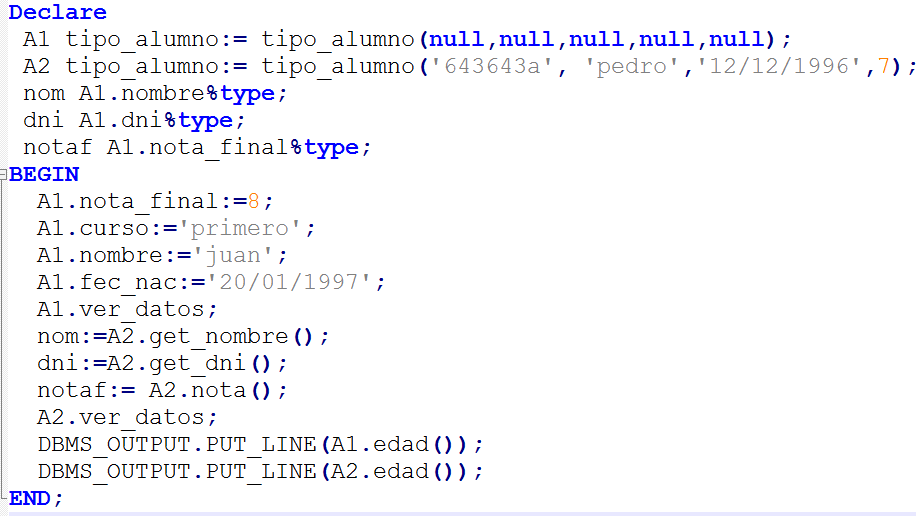 Declare
A1 tipo_alumno:= tipo_alumno(null,null,null,null,null);
A2 tipo_alumno:= tipo_alumno('643643a', 'pedro','12/12/1996',7);
nom A1.nombre%type;
dni A1.dni%type;
notaf A1.nota_final%type;
BEGIN
A1.nota_final:=8;
A1.curso:='primero';
A1.nombre:='juan';
A1.fec_nac:='20/01/1997';
A1.ver_datos;
nom:=A2.get_nombre();
dni:=A2.get_dni();
notaf:= A2.nota();
A2.ver_datos;
DBMS_OUTPUT.PUT_LINE(A1.edad());
DBMS_OUTPUT.PUT_LINE(A2.edad());
END;